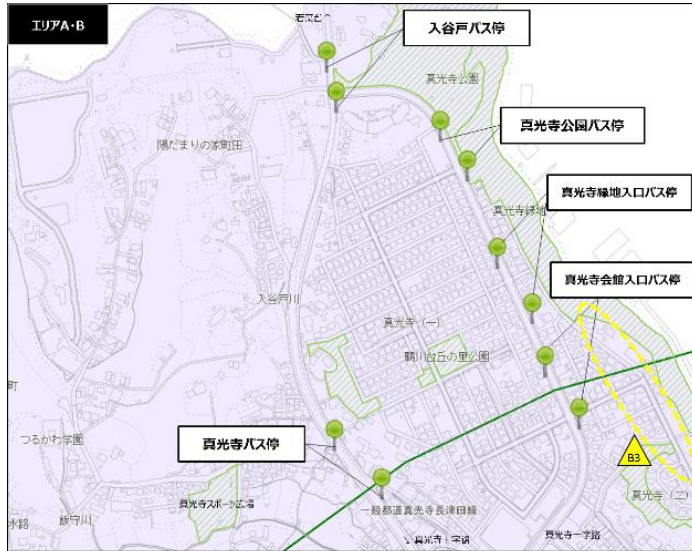 エリアA・B
入谷戸バス停
真光寺公園
真光寺公園バス停
陽だまりの家町田
真光寺緑地入口バス停
真光寺緑地
真光寺会館入口バス停
入谷戸川
真光寺（一）
鶴川台丘の里公園
町
つるかわ学園
真光寺バス停
B3
真光寺スポーツ広場
真光寺（二）
一般都道真光寺長津田線
水路
飯守川
真光寺十字路